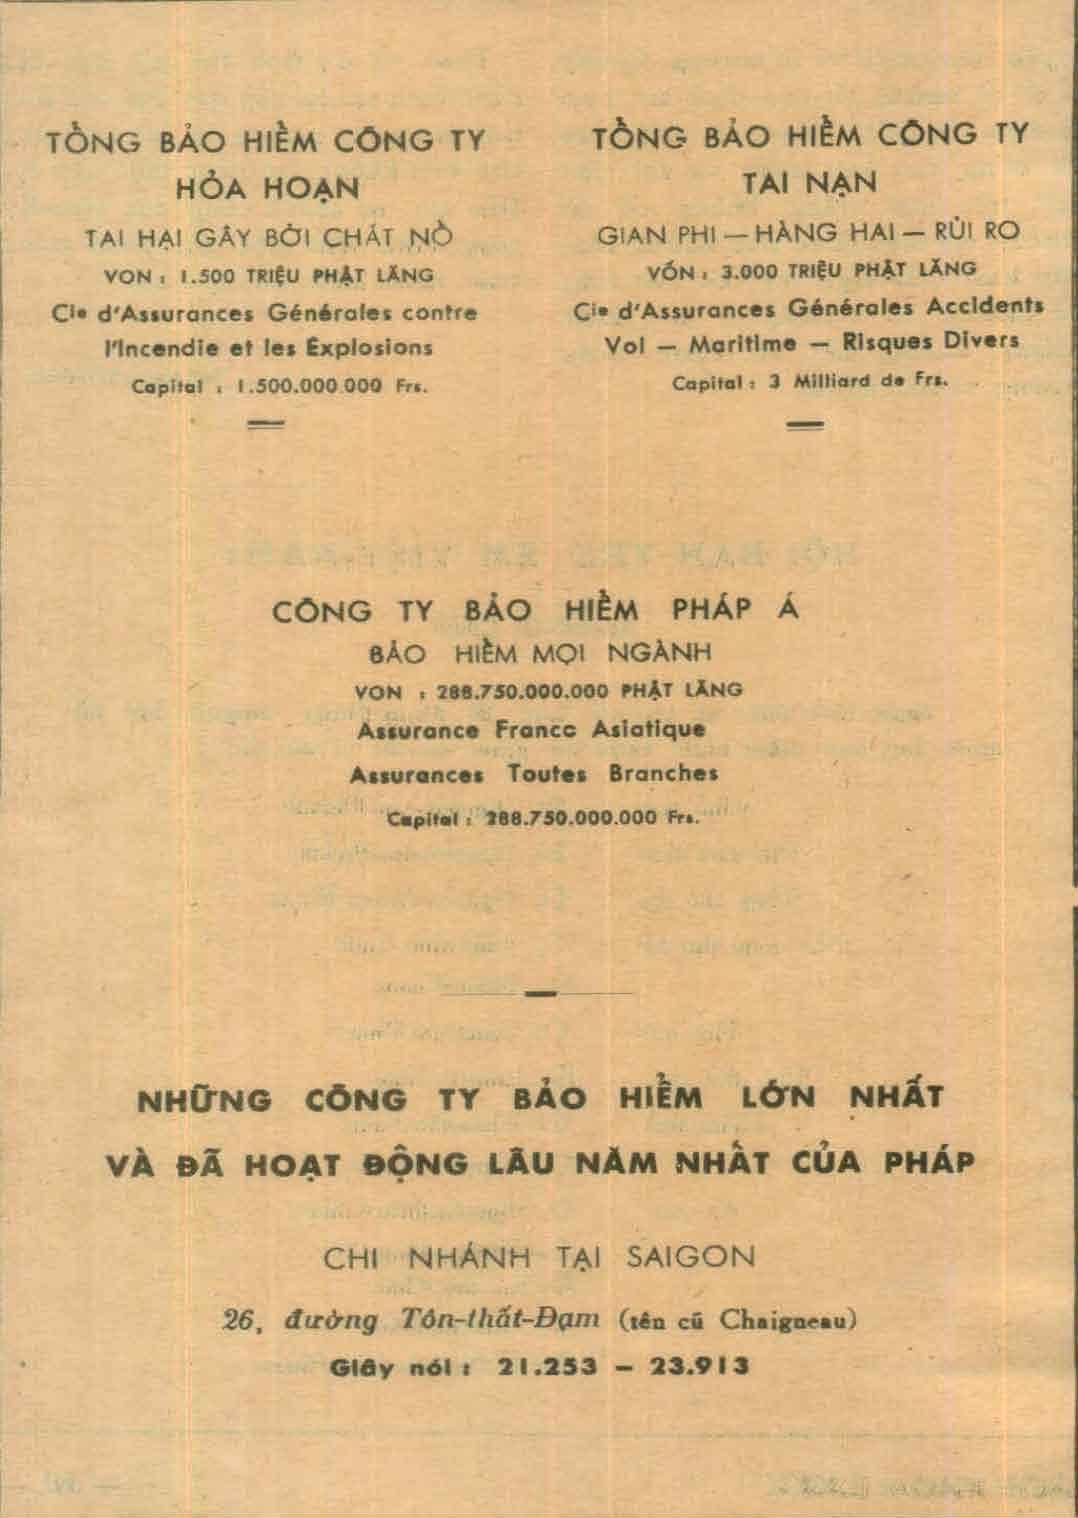 TỔNG BẢO HIỂM CÔNG TY
HỎA HOẠN
TAI HẠI GÂY BỞI CHÁT NỔ
VON : 1.500 TRIỆU PHẬT LĂNG
Cie d'Assurances Générales contre
l'Incendie et les Explosions
Capital : 1.500.000.000 Frs.
TỔNG BẢO HIỂM CÔNG TY
TAI NẠN
GIAN PHI — HÀNG HAI — RỦI RO
VỐN : 3.000 TRIỆU PHẬT LĂNG
Cie d'Assurances Générales Accidents
Vol — Maritime — Risques Divers
Capital : 3 Milliard de Frs.
CÔNG TY BẢO HIỂM PHÁP Á
BẢO HIỂM MỌI NGÀNH
VON : 288.750.000.000 PHẬT LĂNG
Assurance Franco Asiatique
Assurances Toutes Branches
Capital : 288.750.000.000 Frs.
NHỮNG CÔNG TY BẢO HIỂM LỚN NHẤT
VÀ ĐÃ HOẠT ĐỘNG LÂU NĂM NHẤT CỦA PHÁP
CHI NHÁNH TẠI SAIGON
26, đường Tôn-thất-Đạm (tên cũ Chaigneau)
Giây nói : 21.253 – 23.913